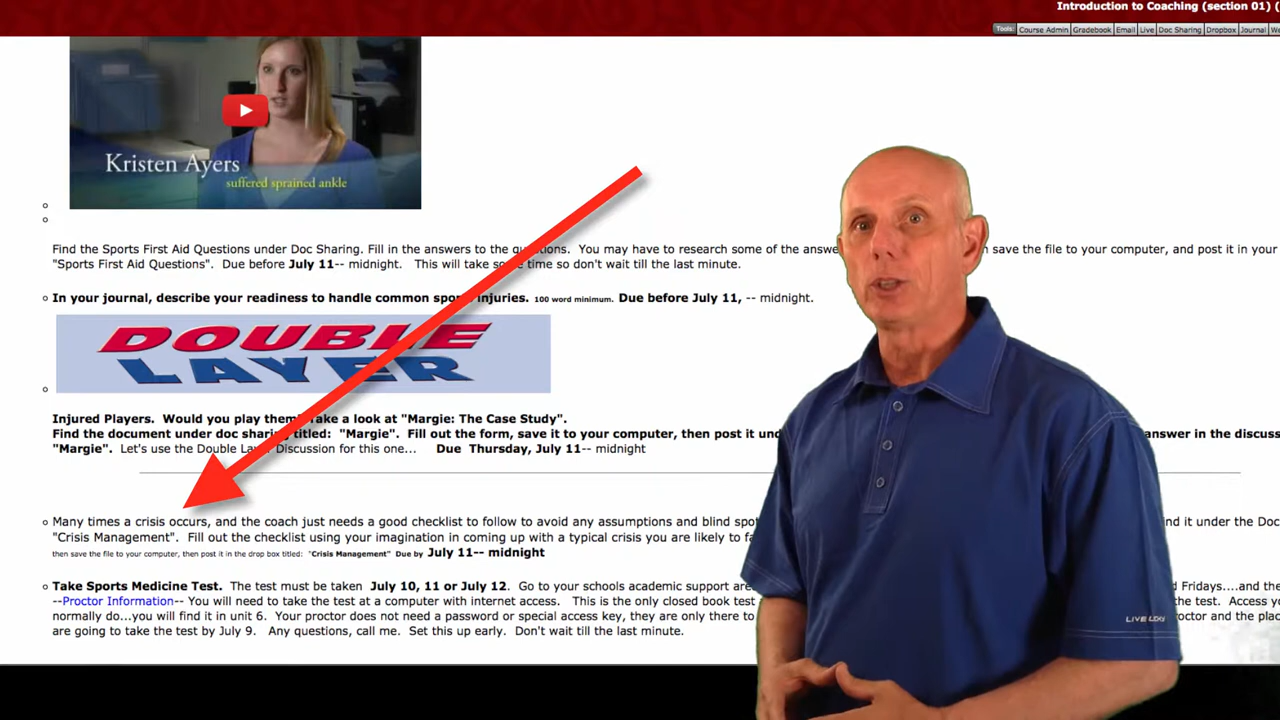 Introduction to Coaching (section 01) (
Tools: Course Admin Gradebook Email Live Doc Sharing Dropbox Journal
Kristen Ayers
suffered sprained ankle
Find the Sports First Aid Questions under Doc Sharing. Fill in the answers to the questions. You may have to research some of the save the file to your computer, and post it in your
"Sports First Aid Questions". Due before July 11-- midnight. This will take some time so don't wait till the last minute.
In your journal, describe your readiness to handle common sports injuries. 100 word minimum. Due before July 11, -- midnight.
DOUBLE
LAYER
Injured Players. Would you play them? Take a look at "Margie: The Case Study".
Find the document under doc sharing titled: "Margie". Fill out the form, save it to your computer, then post it answer in the
"Margie". Let's use the Double Layer Discussion for this one... Due Thursday, July 11-- midnight
Many times a crisis occurs, and the coach just needs a good checklist to follow to avoid any assumptions and blind it under the Doc
"Crisis Management". Fill out the checklist using your imagination in coming up with a typical crisis you are likely to
then save the file to your computer, then post it in the drop box titled: "Crisis Management" Due by July 11-- midnight
Take Sports Medicine Test. The test must be taken July 10, 11 or July 12. Go to your schools academic support Fridays....and the
--Proctor Information-- You will need to take the test at a computer with internet access. This is the only closed book test the test. Access
normally do...you will find it in unit 6. Your proctor does not need a password or special access key, they are only there to and the
are going to take the test by July 9. Any questions, call me. Set this up early. Don't wait till the last minute.
LIVE LOKI